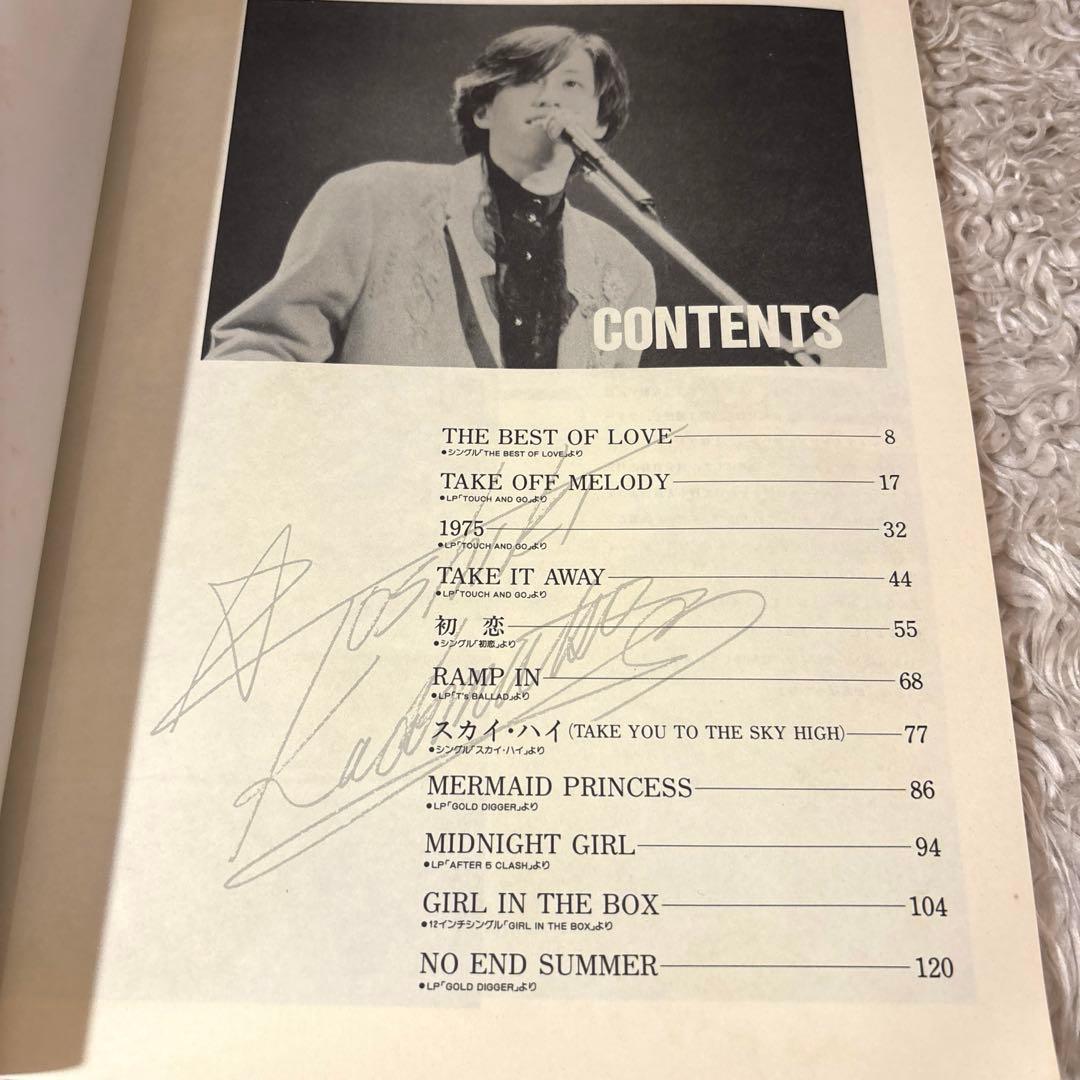 CONTENTS
THE BEST OF LOVE 8
●シングル「THE BEST OF LOVE」より
TAKE OFF MELODY 17
●LP「TOUCH AND GO」より
1975 32
●LP「TOUCH AND GO」より
TAKE IT AWAY 44
●LP「TOUCH AND GO」より
初 恋 55
●シングル「初恋」より
RAMP IN 68
●LP「T's BALLAD」より
スカイ・ハイ(TAKE YOU TO THE SKY HIGH) 77
●シングル「スカイ・ハイ」より
MERMAID PRINCESS 86
●LP「GOLD DIGGER」より
MIDNIGHT GIRL 94
●LP「AFTER 5 CLASH」より
GIRL IN THE BOX 104
●12インチシングル「GIRL IN THE BOX」より
NO END SUMMER 120
●LP「GOLD DIGGER」より